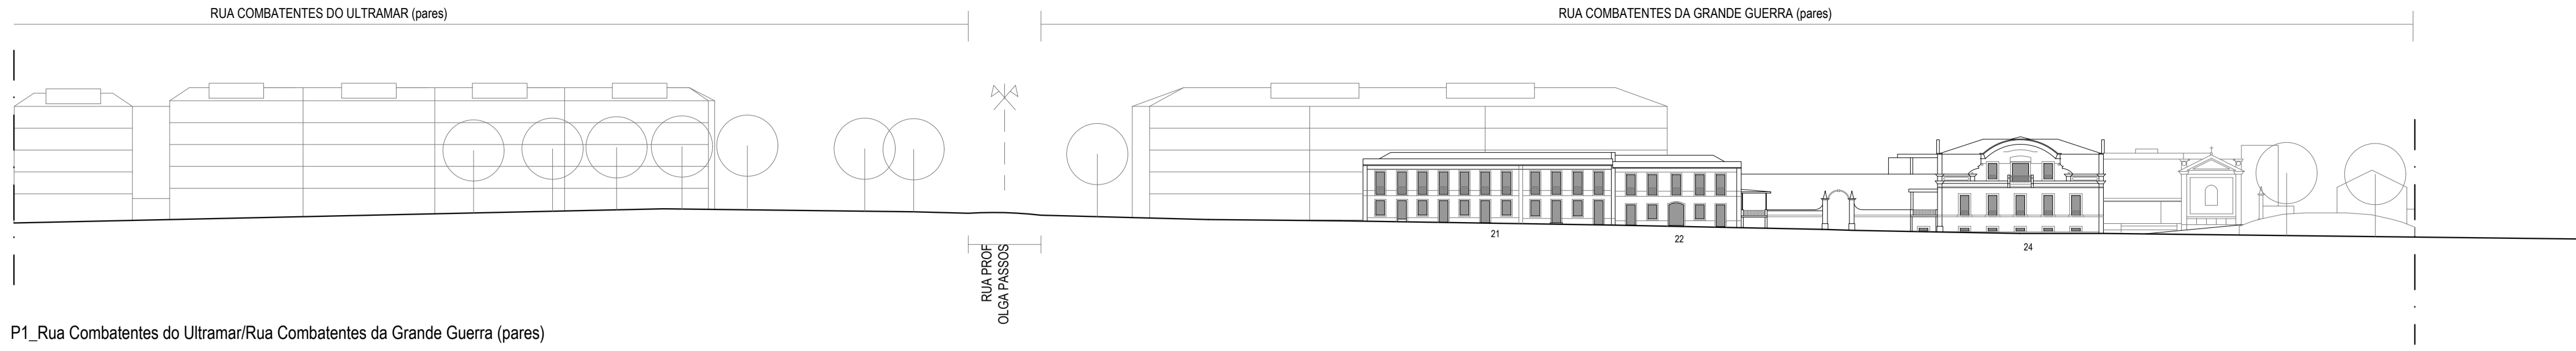 RUA COMBATENTES DO ULTRAMAR (pares)
RUA COMBATENTES DA GRANDE GUERRA (pares)
21
22
24
RUA PROF
OLGA PASSOS
P1_Rua Combatentes do Ultramar/Rua Combatentes da Grande Guerra (pares)